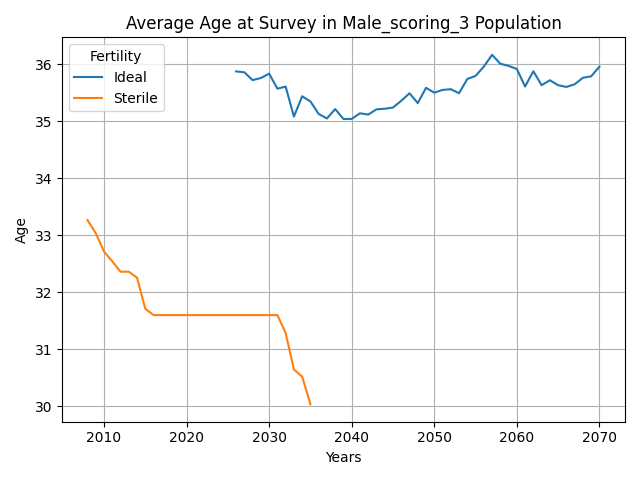 Average Age at Survey in Male_scoring_3 Population
Fertility
Ideal
Sterile
Age
36
35
34
33
32
31
30
2010 2020 2030 2040 2050 2060 2070
Years